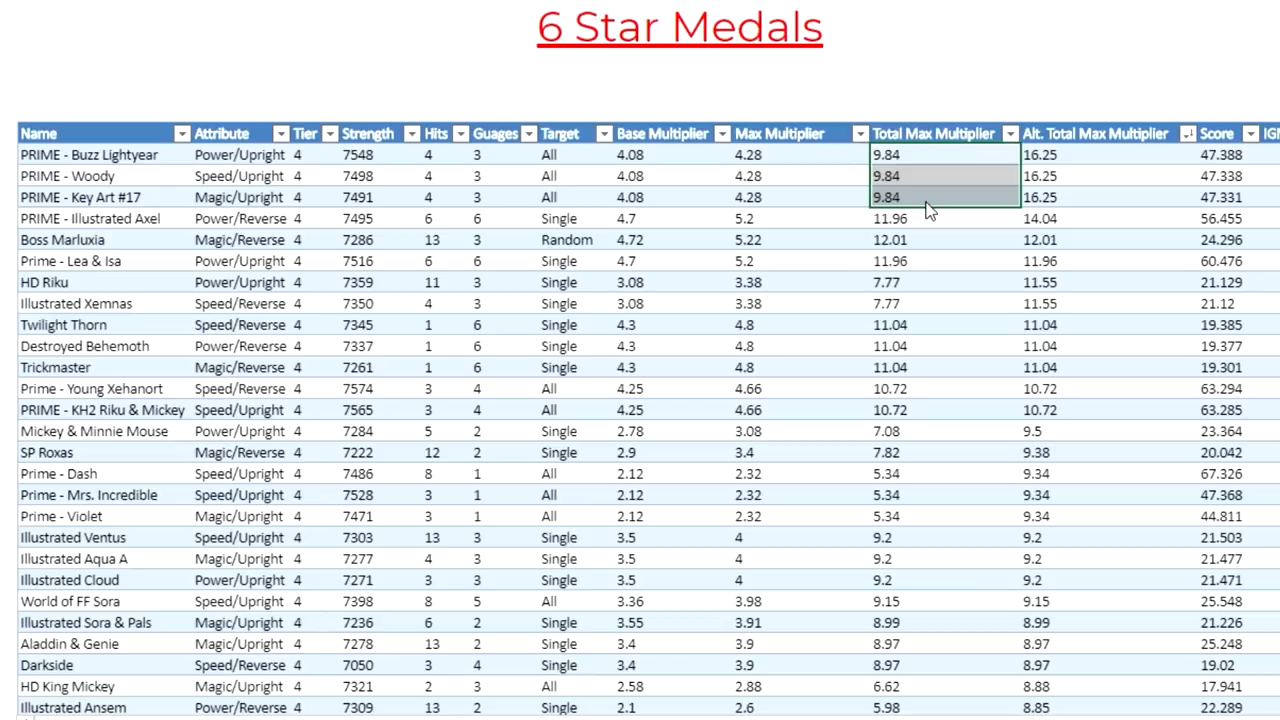 6 Star Medals
Name Attribute Tier Strength Hits Guages Target Base Multiplier Max Multiplier Total Max Multiplier Alt. Total Max Multiplier Score
PRIME - Buzz Lightyear Power/Upright 4 7548 4 3 All 4.08 4.28 9.84 16.25 47.388
PRIME - Woody Speed/Upright 4 7498 4 3 All 4.08 4.28 9.84 16.25 47.338
PRIME - Key Art #17 Magic/Upright 4 7491 4 3 All 4.08 4.28 9.84 16.25 47.331
PRIME - Illustrated Axel Power/Reverse 4 7495 6 6 Single 4.7 5.2 11.96 14.04 56.455
Boss Marluxia Magic/Reverse 4 7286 13 3 Random 4.72 5.22 12.01 12.01 24.296
Prime - Lea & Isa Power/Upright 4 7516 6 6 Single 4.7 5.2 11.96 11.96 60.476
HD Riku Power/Upright 4 7359 11 3 Single 3.08 3.38 7.77 11.55 21.129
Illustrated Xemnas Speed/Reverse 4 7350 4 3 Single 3.08 3.38 7.77 11.55 21.12
Twilight Thorn Speed/Reverse 4 7345 1 6 Single 4.3 4.8 11.04 11.04 19.385
Destroyed Behemoth Power/Reverse 4 7337 1 6 Single 4.3 4.8 11.04 11.04 19.377
Trickmaster Magic/Reverse 4 7261 1 6 Single 4.3 4.8 11.04 11.04 19.301
Prime - Young Xehanort Speed/Reverse 4 7574 3 4 All 4.25 4.66 10.72 10.72 63.294
PRIME - KH2 Riku & Mickey Speed/Upright 4 7565 3 4 All 4.25 4.66 10.72 10.72 63.285
Mickey & Minnie Mouse Power/Upright 4 7284 5 2 Single 2.78 3.08 7.08 9.5 23.364
SP Roxas Magic/Reverse 4 7222 12 2 Single 2.9 3.4 7.82 9.38 20.042
Prime - Dash Speed/Upright 4 7486 8 1 All 2.12 2.32 5.34 9.34 67.326
Prime - Mrs. Incredible Speed/Upright 4 7528 3 1 All 2.12 2.32 5.34 9.34 47.368
Prime - Violet Magic/Upright 4 7471 3 1 All 2.12 2.32 5.34 9.34 44.811
Illustrated Ventus Speed/Upright 4 7303 13 3 Single 3.5 4 9.2 9.2 21.503
Illustrated Aqua A Magic/Upright 4 7277 4 3 Single 3.5 4 9.2 9.2 21.477
Illustrated Cloud Power/Upright 4 7271 3 3 Single 3.5 4 9.2 9.2 21.471
World of FF Sora Speed/Upright 4 7398 8 5 All 3.36 3.98 9.15 9.15 25.548
Illustrated Sora & Pals Magic/Upright 4 7236 6 2 Single 3.55 3.91 8.99 8.99 21.226
Aladdin & Genie Magic/Upright 4 7278 13 2 Single 3.4 3.9 8.97 8.97 25.248
Darkside Speed/Reverse 4 7050 3 4 Single 3.4 3.9 8.97 8.97 19.02
HD King Mickey Magic/Upright 4 7321 2 3 All 2.58 2.88 6.62 8.88 17.941
Illustrated Ansem Power/Reverse 4 7309 13 2 Single 2.1 2.6 5.98 8.85 22.289